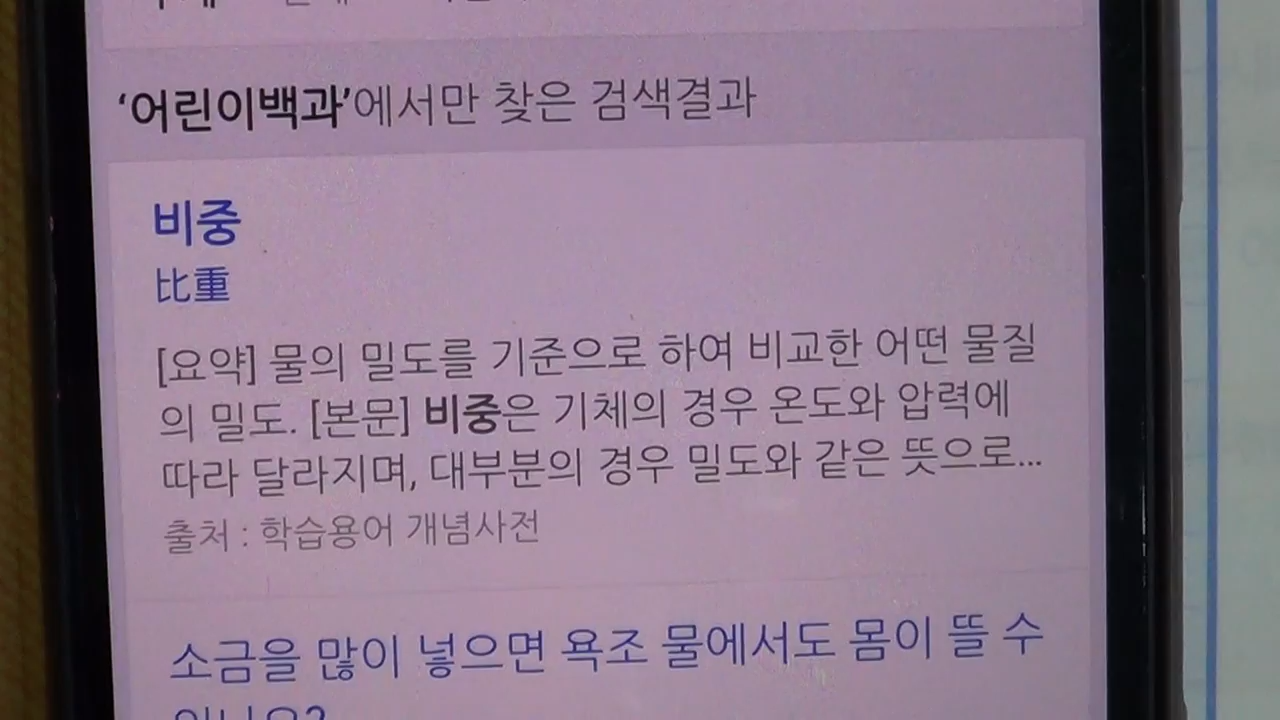 ‘어린이백과’에서만 찾은 검색결과
비중
比重
[요약] 물의 밀도를 기준으로 하여 비교한 어떤 물질
의 밀도. [본문] 비중은 기체의 경우 온도와 압력에
따라 달라지며, 대부분의 경우 밀도와 같은 뜻으로...
출처 : 학습용어 개념사전
소금을 많이 넣으면 욕조 물에서도 몸이 뜰 수